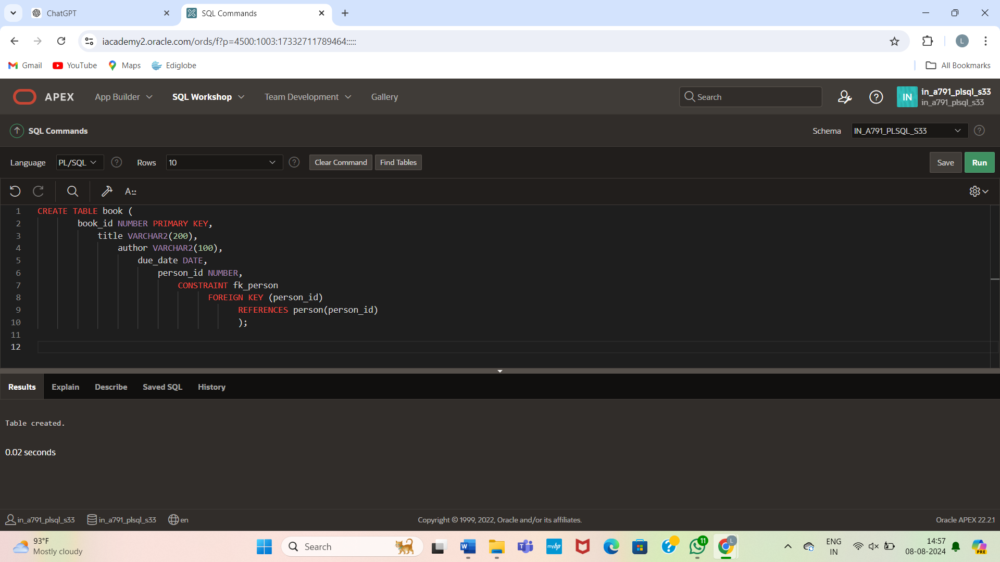 ChatGPT
SQL Commands
iacademy2.oracle.com/ords/f?p=4500:1003:17332711789464:::::
L
Gmail
YouTube
Maps
Ediglobe
All Bookmarks
APEX
App Builder
SQL Workshop
Team Development
Gallery
Search
IN
in_a791_plsql_s33
in_a791_plsql_s33
SQL Commands
Schema
IN_A791_PLSQL_S33
Language
PL/SQL
Rows
10
Clear Command
Find Tables
Save
Run
A::
1 CREATE TABLE book (
2 book_id NUMBER PRIMARY KEY,
3 title VARCHAR2(200),
4 author VARCHAR2(100),
5 due_date DATE,
6 person_id NUMBER,
7 CONSTRAINT fk_person
8 FOREIGN KEY (person_id)
9 REFERENCES person(person_id)
10 );
11
12
Results
Explain
Describe
Saved SQL
History
Table created.
0.02 seconds
in_a791_plsql_s33
in_a791_plsql_s33
en
Copyright © 1999, 2022, Oracle and/or its affiliates.
Oracle APEX 22.2.1
93°F
Mostly cloudy
Search
W
T
myhp
11
L
ENG
IN
14:57
08-08-2024
PRE